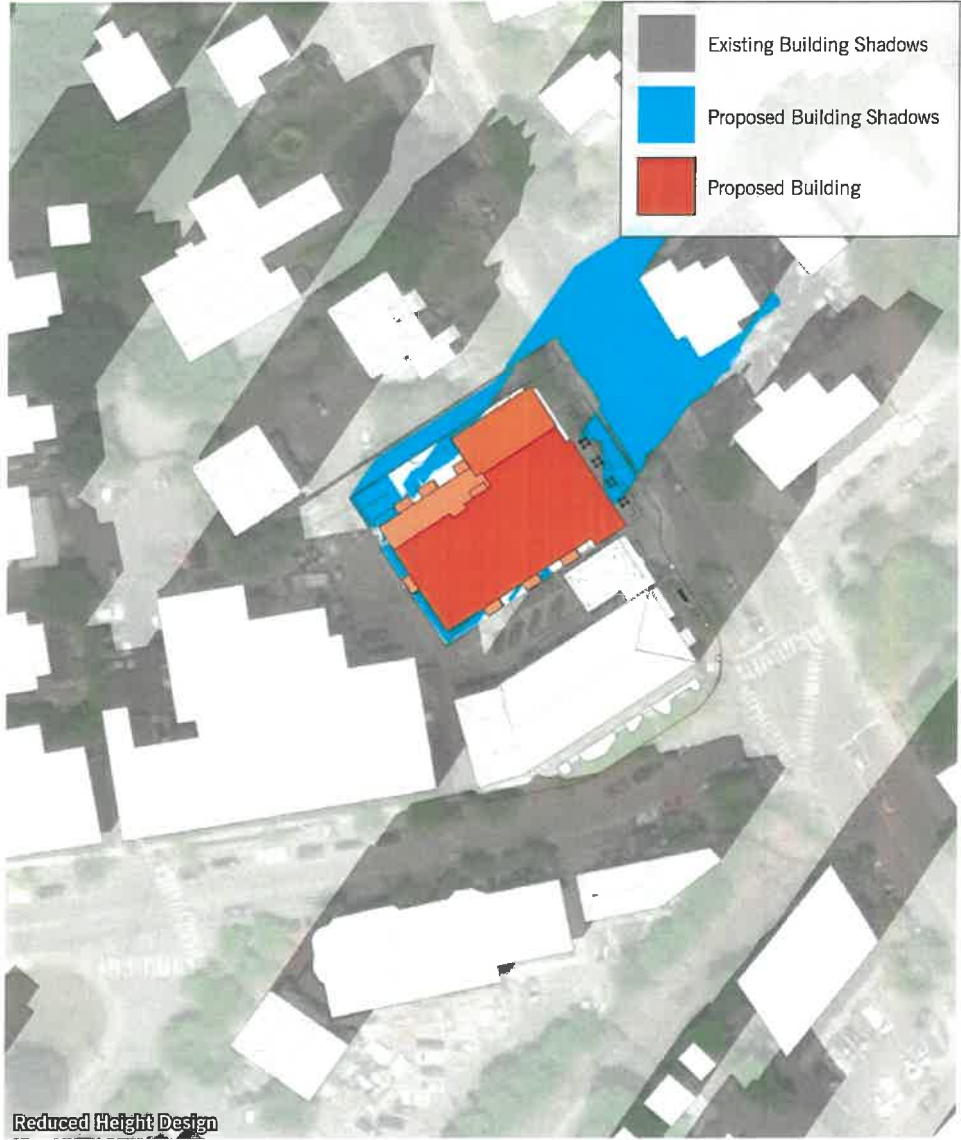 Existing Building Shadows
Proposed Building Shadows
Proposed Building
Reduced Height Design